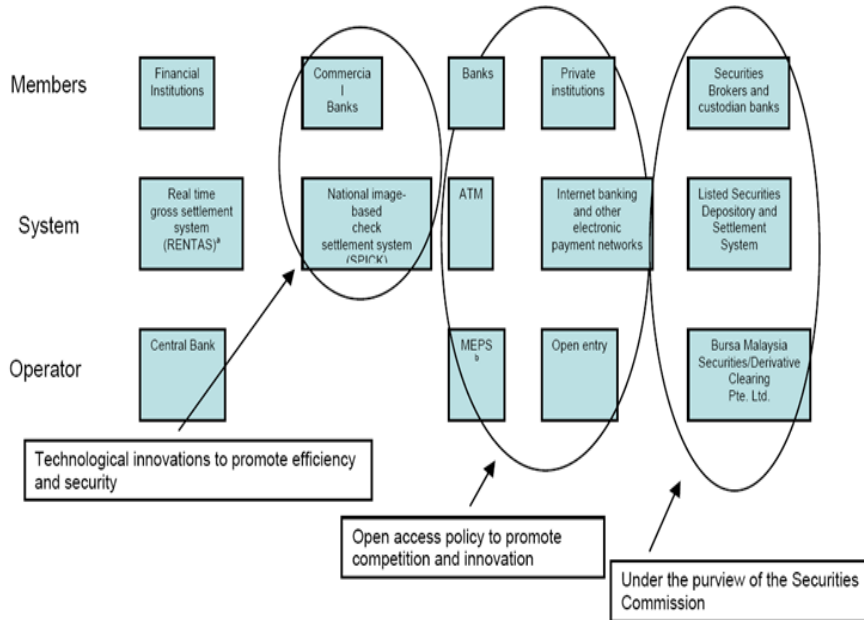 Members
Financial
Institutions
Commercia
l
Banks
Banks
Private
institutions
Securities
Brokers and
custodian banks
System
Real time
gross settlement
system
(RENTAS)a
National image-
based
check
settlement system
(SPICK)
ATM
Internet banking
and other
electronic
payment networks
Listed Securities
Depository and
Settlement
System
Operator
Central Bank
MEPS
b
Open entry
Bursa Malaysia
Securities/Derivative
Clearing
Pte. Ltd.
Technological innovations to promote efficiency
and security
Open access policy to promote
competition and innovation
Under the purview of the Securities
Commission